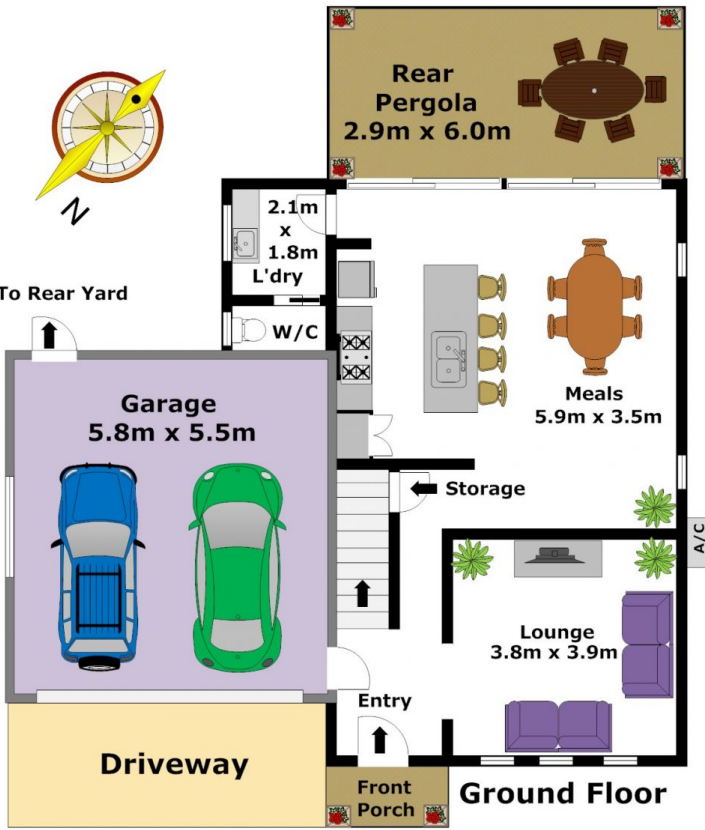 Rear
Pergola
2.9m x 6.0m
N
2.1m
x
1.8m
L'dry
To Rear Yard
W/C
Garage
5.8m x 5.5m
Meals
5.9m x 3.5m
Storage
A/C
Lounge
3.8m x 3.9m
Entry
Driveway
Front
Porch
Ground Floor